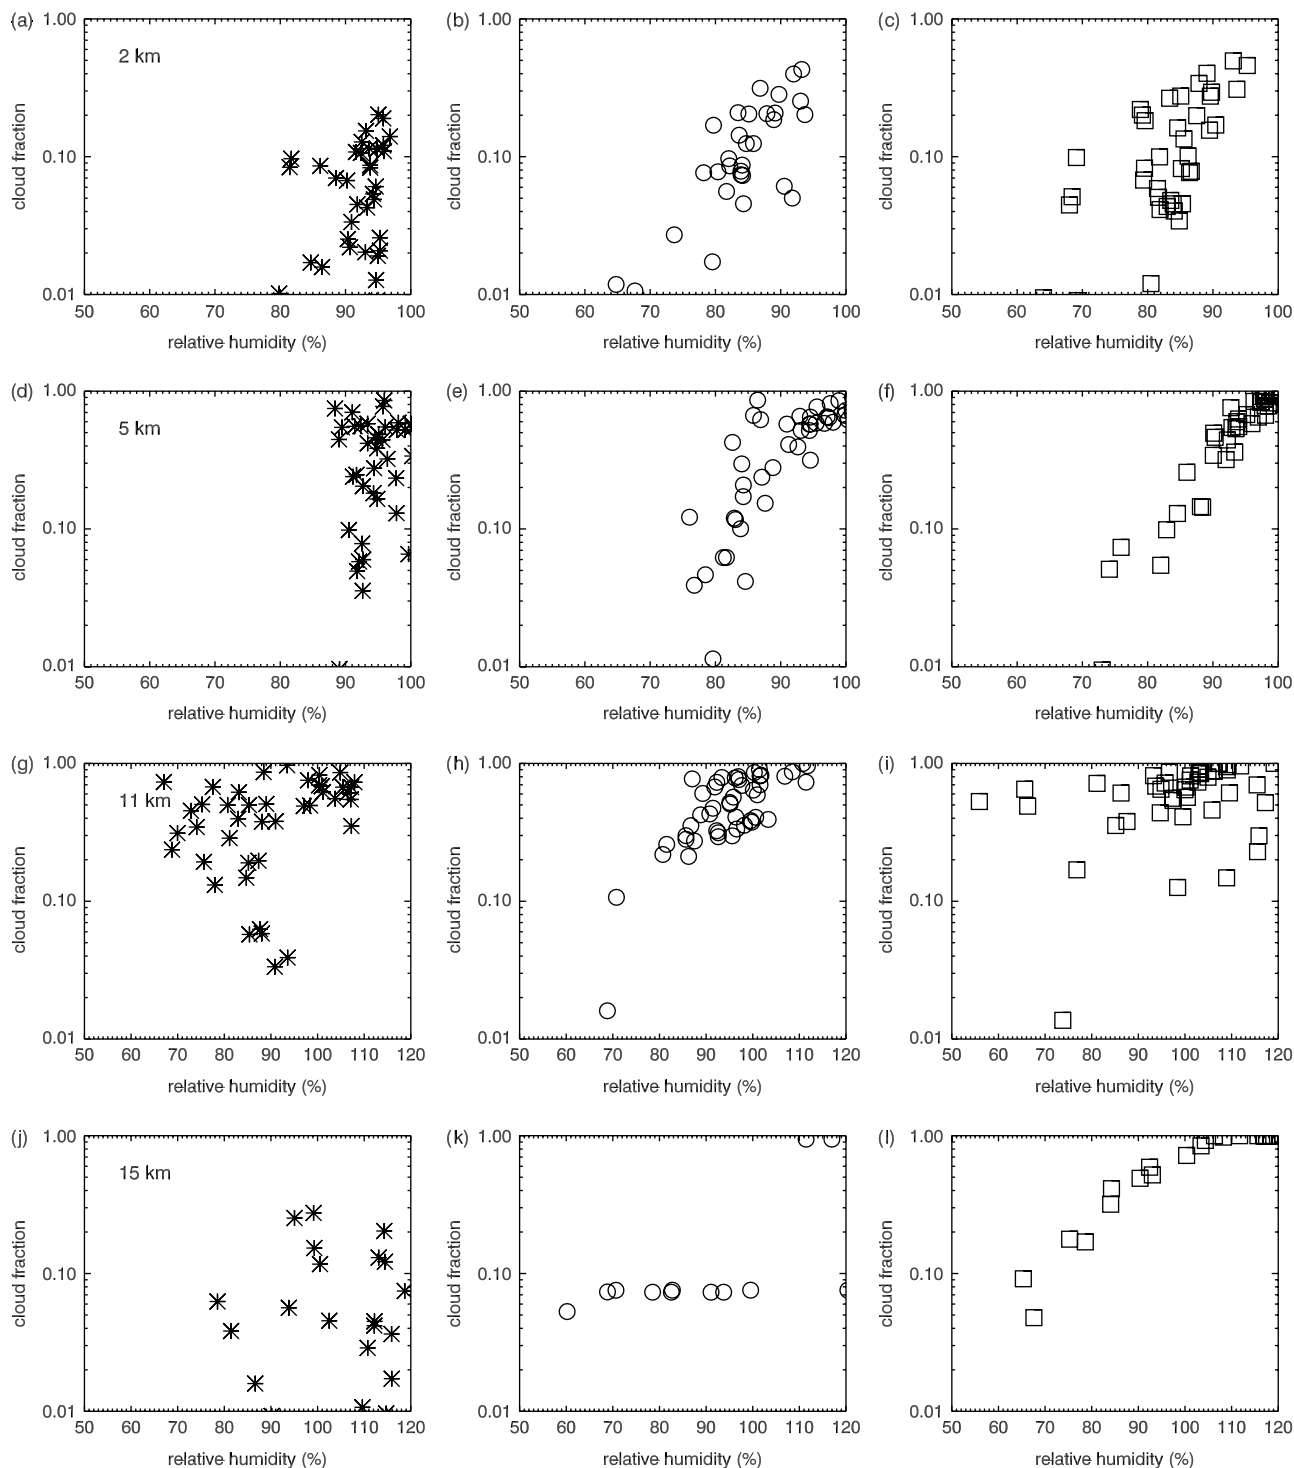 (a) (b) (c)
1.00 1.00 1.00
2 km
cloud fraction cloud fraction cloud fraction
0.10 0.10 0.10
0.01 0.01 0.01
50 60 70 80 90 100 50 60 70 80 90 100 50 60 70 80 90 100
relative humidity (%) relative humidity (%) relative humidity (%)
(d) (e) (f)
1.00 1.00 1.00
5 km
cloud fraction cloud fraction cloud fraction
0.10 0.10 0.10
0.01 0.01 0.01
50 60 70 80 90 100 50 60 70 80 90 100 50 60 70 80 90 100
relative humidity (%) relative humidity (%) relative humidity (%)
(g) (h) (i)
1.00 1.00 1.00
11 km
cloud fraction cloud fraction cloud fraction
0.10 0.10 0.10
0.01 0.01 0.01
50 60 70 80 90 100 110 120 50 60 70 80 90 100 110 120 50 60 70 80 90 100 110 120
relative humidity (%) relative humidity (%) relative humidity (%)
(j) (k) (l)
1.00 1.00 1.00
15 km
cloud fraction cloud fraction cloud fraction
0.10 0.10 0.10
0.01 0.01 0.01
50 60 70 80 90 100 110 120 50 60 70 80 90 100 110 120 50 60 70 80 90 100 110 120
relative humidity (%) relative humidity (%) relative humidity (%)